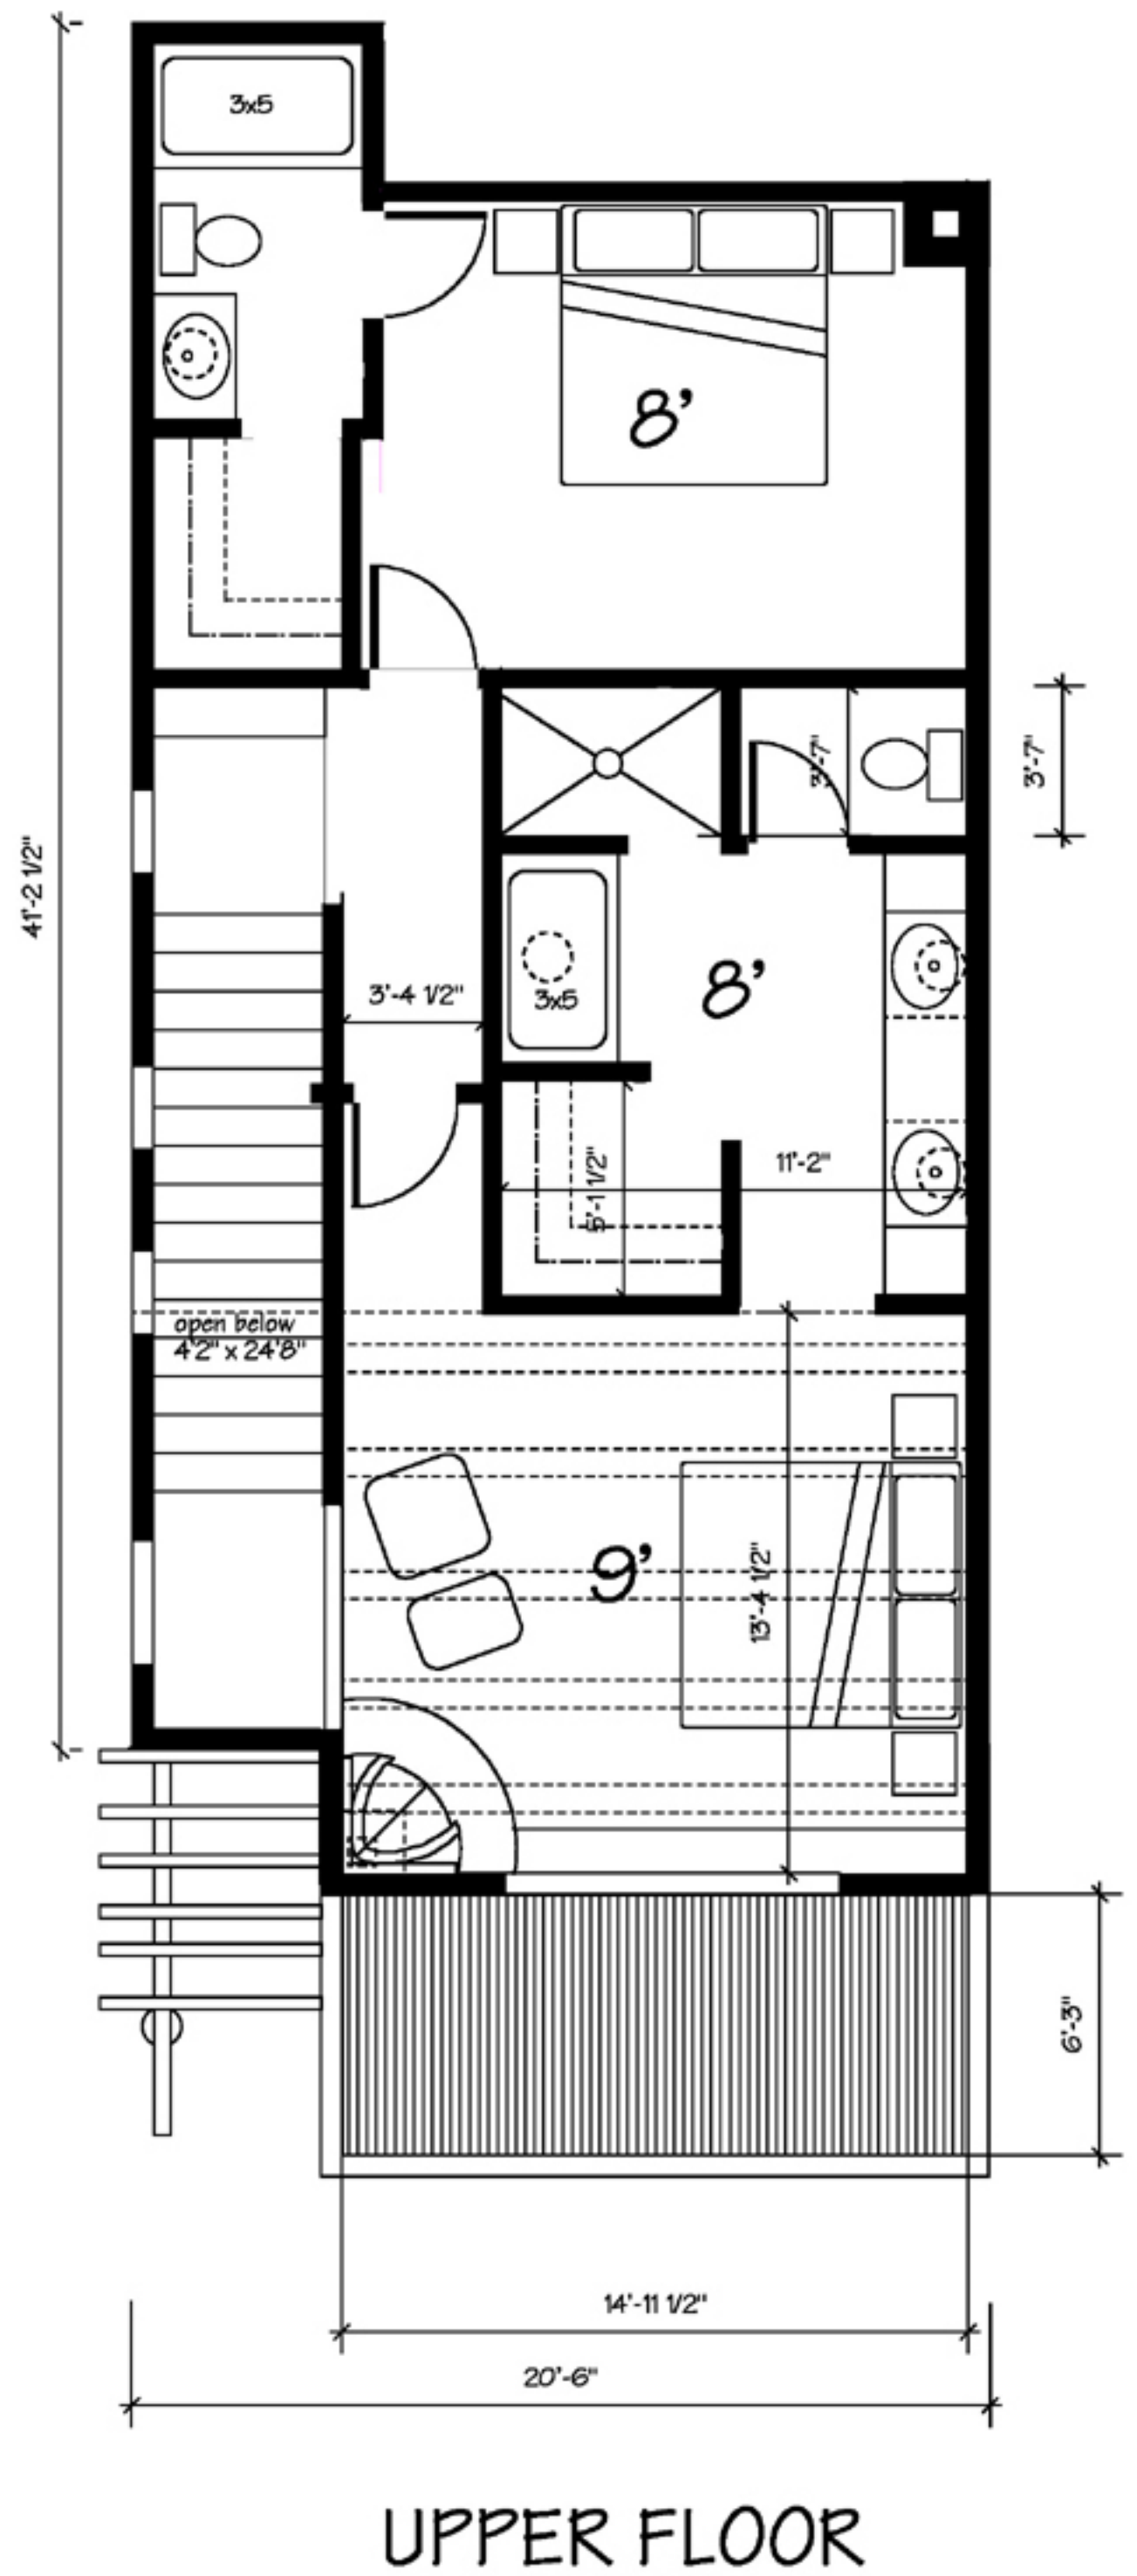 3x5
8'
3'-7"
3'-7"
41'-2 1/2"
8'
3'-4 1/2"
3x5
11'-2"
5'-1 1/2"
open below
4'2" x 24'8"
9'
13'-4 1/2"
6'-3"
14'-11 1/2"
20'-6"
UPPER FLOOR